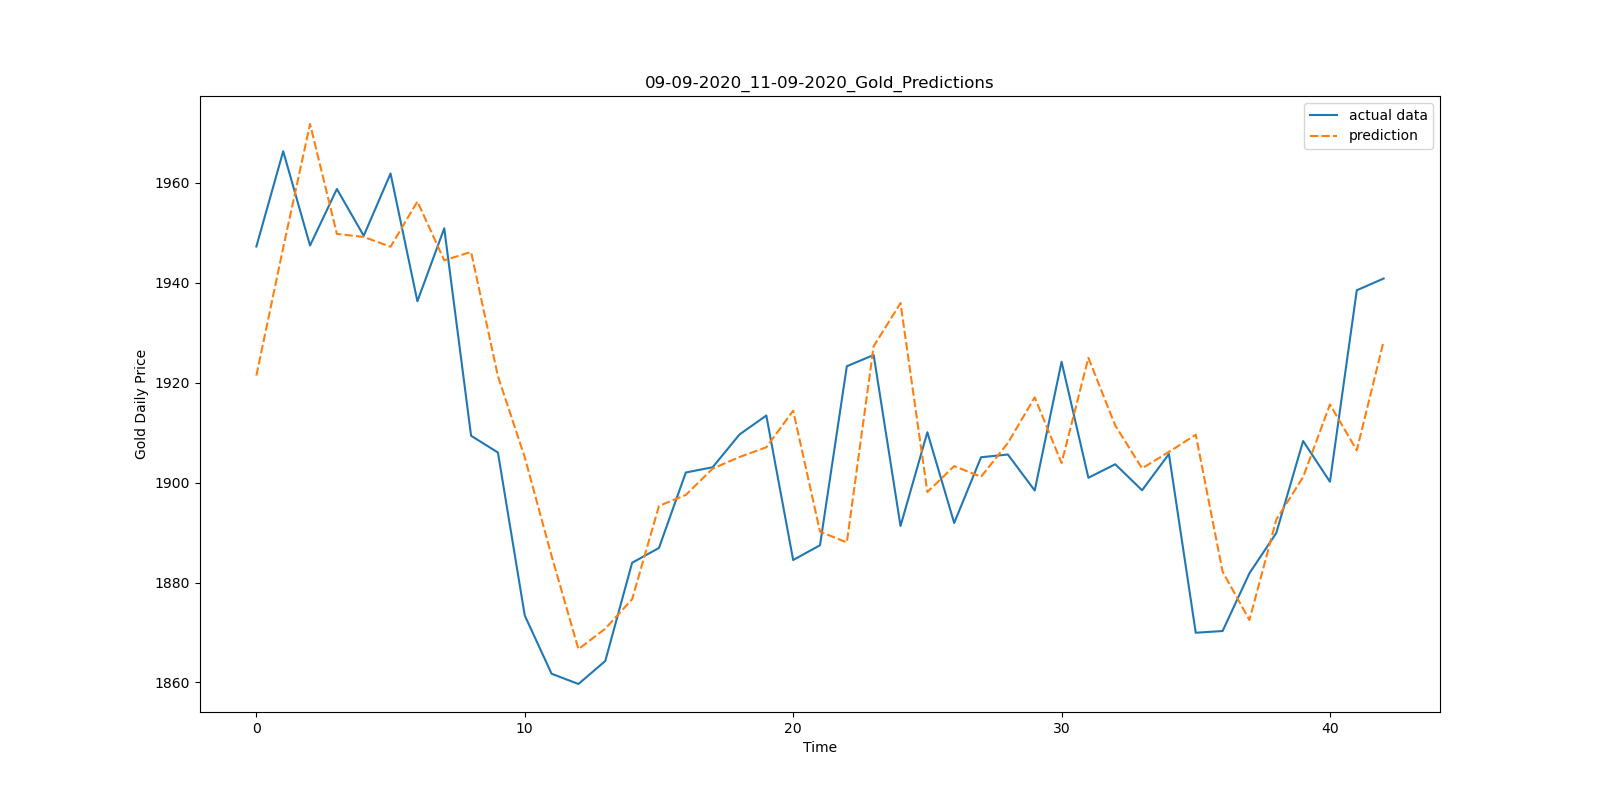 09-09-2020_11-09-2020_Gold_Predictions
actual data
prediction
1960
1940
1920
1900
1880
1860
Gold Daily Price
0 10 20 30 40
Time